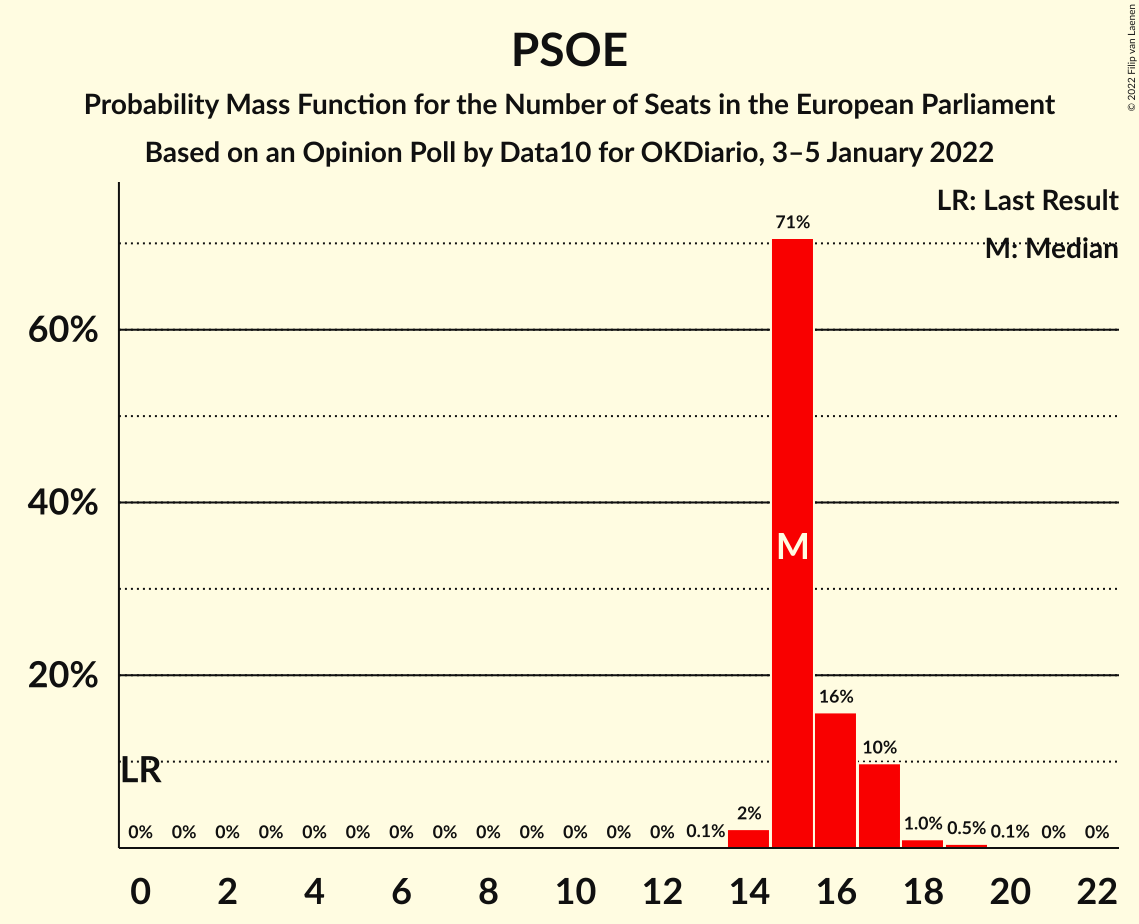 PSOE
Probability Mass Function for the Number of Seats in the European Parliament
Based on an Opinion Poll by Data10 for OKDiario, 3–5 January 2022
© 2022 Filip van Laenen
LR: Last Result
M: Median
71%
60%
40%
M
20%
16%
10%
LR
0% 0% 0% 0% 0% 0% 0% 0% 0% 0% 0% 0% 0% 0.1% 2% 1.0% 0.5% 0.1% 0% 0%
0 2 4 6 8 10 12 14 16 18 20 22